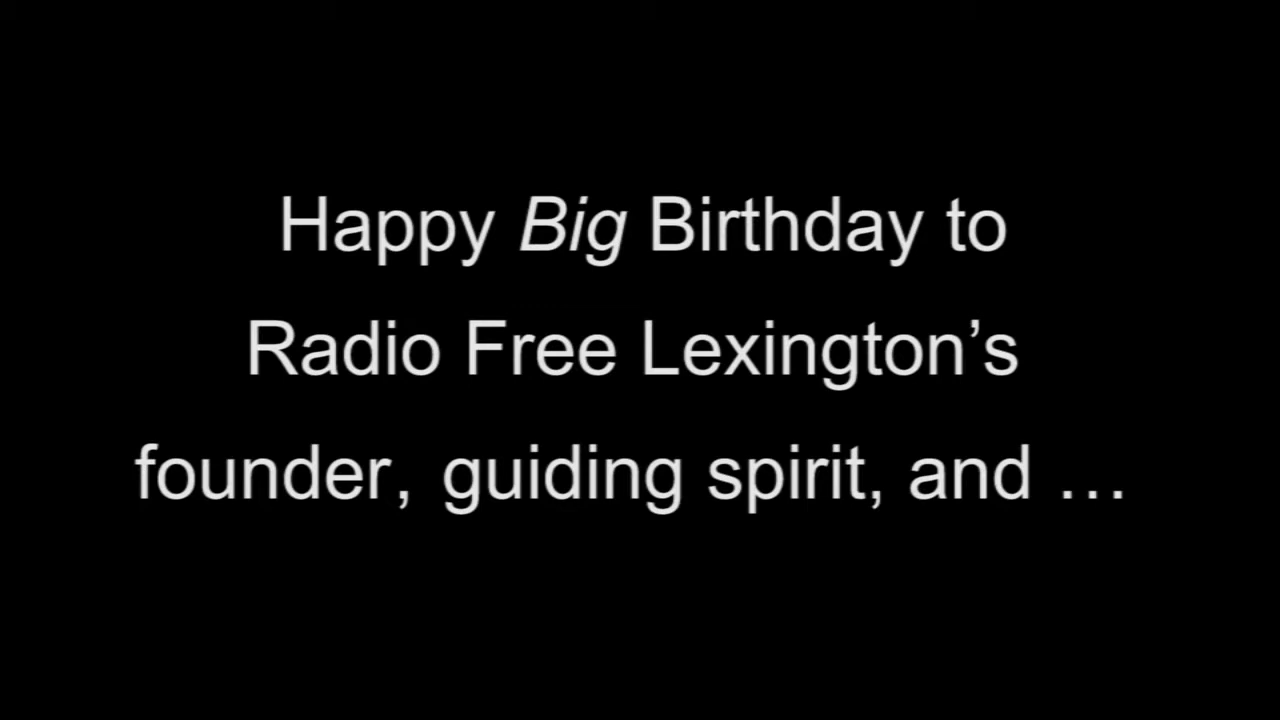 Happy Big Birthday to
Radio Free Lexington’s
founder, guiding spirit, and …